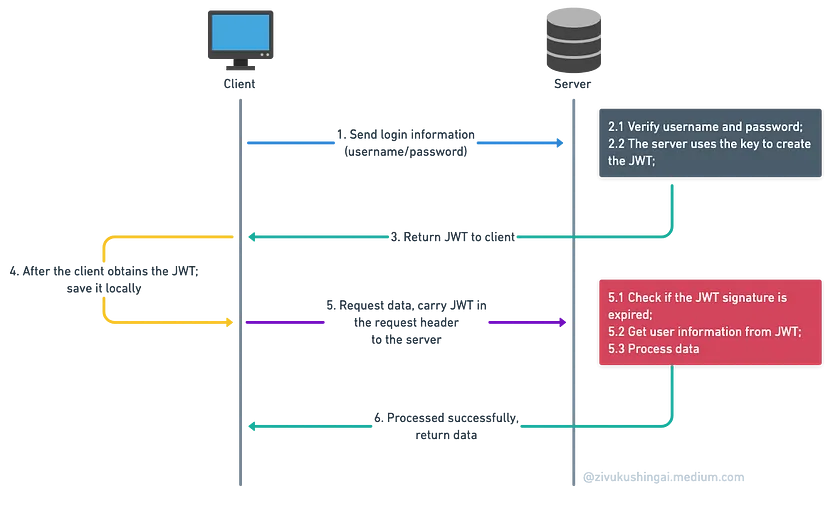 Client
Server
1. Send login information
(username/password)
2.1 Verify username and password;
2.2 The server uses the key to create
the JWT;
3. Return JWT to client
4. After the client obtains the JWT;
save it locally
5. Request data, carry JWT in
the request header
to the server
5.1 Check if the JWT signature is
expired;
5.2 Get user information from JWT;
5.3 Process data
6. Processed successfully,
return data
@zivukushingai.medium.com